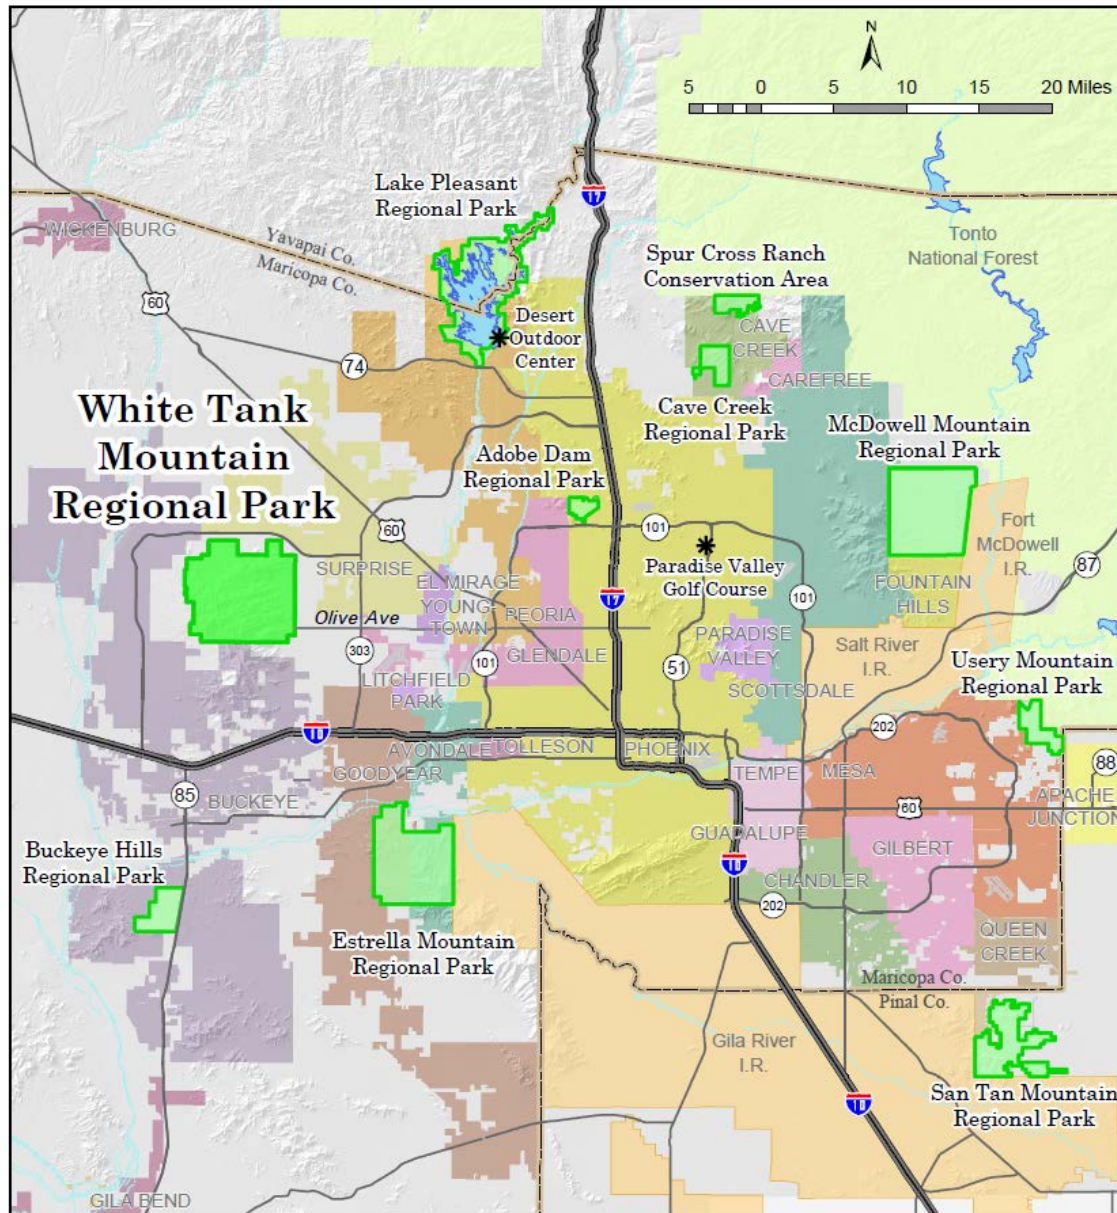 N
5 0 5 10 15 20 Miles
17
Lake Pleasant
Regional Park
WICKENBURG
Yavapai Co.
Maricopa Co.
Tonto
National Forest
Spur Cross Ranch
Conservation Area
60
Desert
Outdoor
Center
CAVE
CREEK
74
CAREFREE
White Tank
Mountain
Regional Park
Cave Creek
Regional Park
McDowell Mountain
Regional Park
Adobe Dam
Regional Park
60
101
Fort
McDowell
I.R.
87
SURPRISE
Paradise Valley
Golf Course
EL MIRAGE
YOUNG-
TOWN
PEORIA
FOUNTAIN
HILLS
101
17
Olive Ave
303
101
GLENDALE
PARADISE
VALLEY
Salt River
I.R.
51
LITCHFIELD
PARK
SCOTTSDALE
Usery Mountain
Regional Park
10
202
AVONDALE
TOLLESON
PHOENIX
GOODYEAR
TEMPE
MESA
88
85
BUCKEYE
60
APACHE
JUNCTION
GUADALUPE
GILBERT
Buckeye Hills
Regional Park
10
CHANDLER
202
Estrella Mountain
Regional Park
QUEEN
CREEK
Maricopa Co.
Pinal Co.
Gila River
I.R.
San Tan Mountain
Regional Park
10
GILA BEND